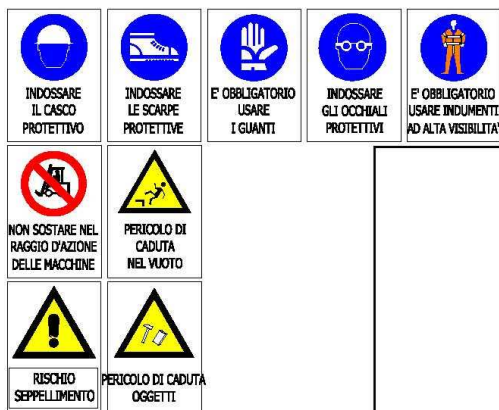 INDOSSARE
IL CASCO
PROTETTIVO
INDOSSARE
LE SCARPE
PROTETTIVE
E' OBBLIGATORIO
USARE
I GUANTI
INDOSSARE
GLI OCCHIALI
PROTETTIVI
E' OBBLIGATORIO
USARE INDUMENTI
AD ALTA VISIBILITA'
NON SOSTARE NEL
RAGGIO D'AZIONE
DELLE MACCHINE
PERICOLO DI
CADUTA
NEL VUOTO
RISCHIO
SEPPELLIMENTO
PERICOLO DI CADUTA
OGGETTI